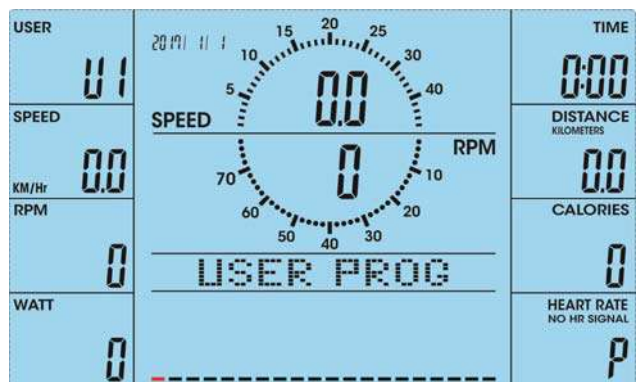 USER
U1
SPEED
KM/Hr 0.0
RPM
0
WATT
0
2017/ 1/ 1
5 10 15 20 25 30 40
SPEED 0.0
RPM
0
10 20 30 40 50 60 70
USER PROG
TIME
0:00
DISTANCE
KILOMETERS
0.0
CALORIES
0
HEART RATE
NO HR SIGNAL
P